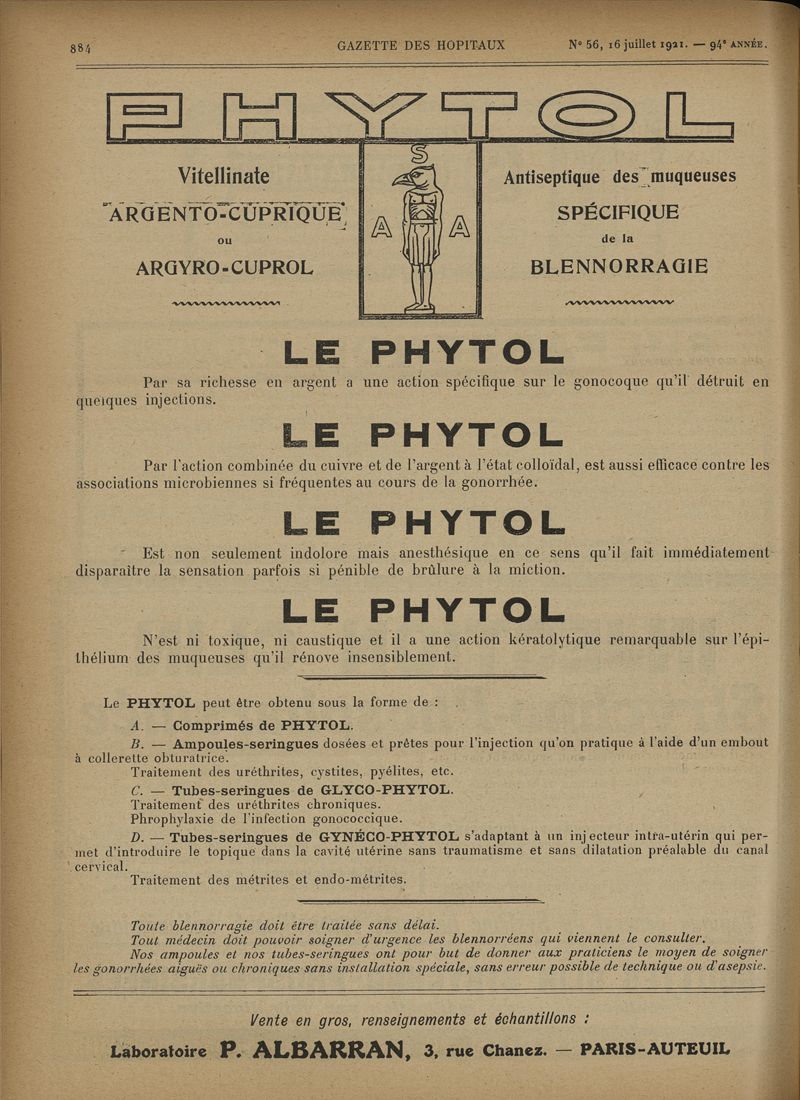 884
GAZETTE DES HOPITAUX
N° 56, 16 juillet 1921. — 94e ANNÉE.
PHYTOL
Vitellinate
ARGENTO-CUPRIQUE
ou
ARGYRO-CUPROL
S
A A
Antiseptique des muqueuses
SPÉCIFIQUE
de la
BLENNORRAGIE
LE PHYTOL
Par sa richesse en argent a une action spécifique sur le gonocoque qu'il détruit en
quelques injections.
LE PHYTOL
Par l'action combinée du cuivre et de l'argent à l'état colloïdal, est aussi efficace contre les
associations microbiennes si fréquentes au cours de la gonorrhée.
LE PHYTOL
Est non seulement indolore mais anesthésique en ce sens qu'il fait immédiatement
disparaître la sensation parfois si pénible de brûlure à la miction.
LE PHYTOL
N'est ni toxique, ni caustique et il a une action kératolytique remarquable sur l'épi-
thélium des muqueuses qu'il rénove insensiblement.
Le PHYTOL peut être obtenu sous la forme de :
A. — Comprimés de PHYTOL.
B. — Ampoules-seringues dosées et prêtes pour l'injection qu'on pratique à l'aide d'un embout
à collerette obturatrice.
Traitement des uréthrites, cystites, pyélites, etc.
C. — Tubes-seringues de GLYCO-PHYTOL.
Traitement des uréthrites chroniques.
Phrophylaxie de l'infection gonococcique.
D. — Tubes-seringues de GYNÉCO-PHYTOL s'adaptant à un injecteur intra-utérin qui per-
met d'introduire le topique dans la cavité utérine sans traumatisme et sans dilatation préalable du canal
cervical.
Traitement des métrites et endo-métrites.
Toute blennorragie doit être traitée sans délai.
Tout médecin doit pouvoir soigner d'urgence les blennorréens qui viennent le consulter.
Nos ampoules et nos tubes-seringues ont pour but de donner aux praticiens le moyen de soigner
les gonorrhées aiguës ou chroniques sans installation spéciale, sans erreur possible de technique ou d'asepsie.
Vente en gros, renseignements et échantillons :
Laboratoire P. ALBARRAN, 3, rue Chanez. — PARIS-AUTEUIL